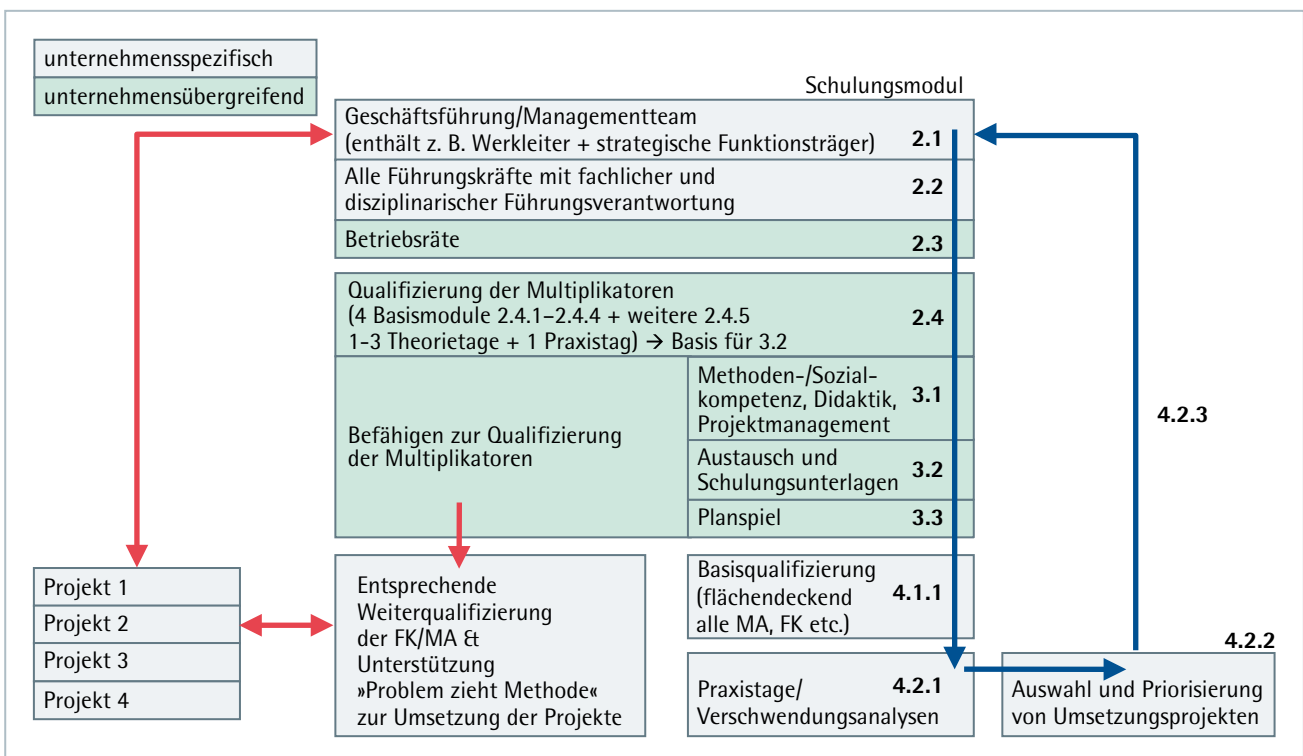 unternehmensspezifisch
unternehmensübergreifend
Schulungsmodul
Geschäftsführung/Managementteam
(enthält z. B. Werkleiter + strategische Funktionsträger) 2.1
Alle Führungskräfte mit fachlicher und
disziplinarischer Führungsverantwortung 2.2
Betriebsräte 2.3
Qualifizierung der Multiplikatoren
(4 Basismodule 2.4.1–2.4.4 + weitere 2.4.5 2.4
1-3 Theorietage + 1 Praxistag) → Basis für 3.2
Befähigen zur Qualifizierung
der Multiplikatoren
Methoden-/Sozial-
kompetenz, Didaktik, 3.1
Projektmanagement
Austausch und
Schulungsunterlagen 3.2
Planspiel 3.3
4.2.3
Projekt 1
Projekt 2
Projekt 3
Projekt 4
Entsprechende
Weiterqualifizierung
der FK/MA &
Unterstützung
»Problem zieht Methode«
zur Umsetzung der Projekte
Basisqualifizierung
(flächendeckend 4.1.1
alle MA, FK etc.)
Praxistage/ 4.2.1
Verschwendungsanalysen
4.2.2
Auswahl und Priorisierung
von Umsetzungsprojekten